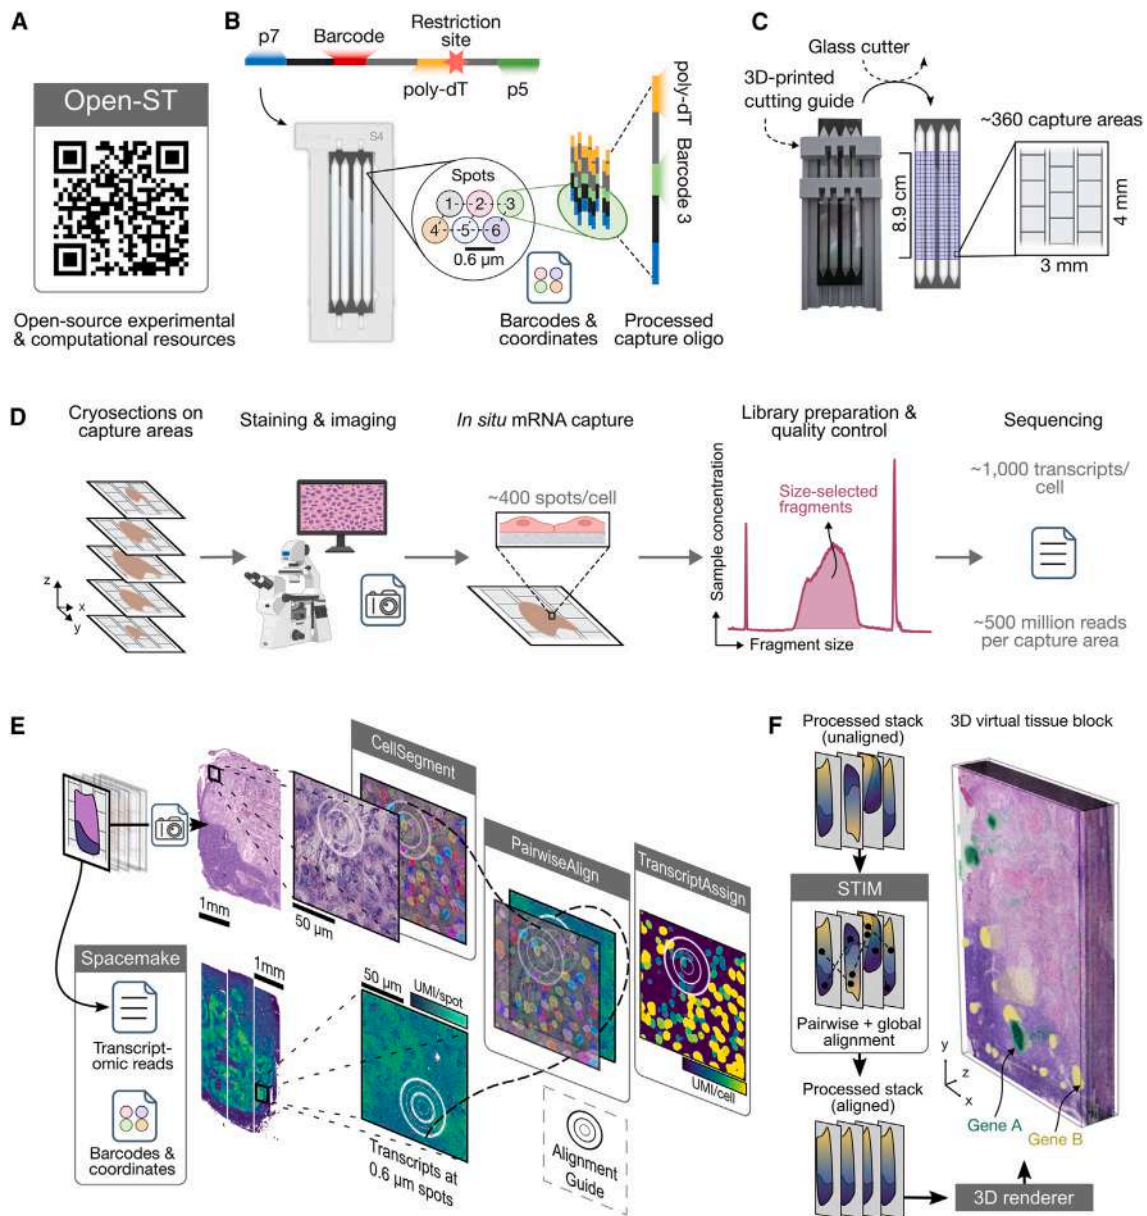 A
Open-ST
Open-source experimental
& computational resources
B
p7
Barcode
Restriction
site
poly-dT
p5
S4
Spots
1
2
3
4
5
6
0.6 µm
Barcodes &
coordinates
poly-dT
Barcode 3
Processed
capture oligo
C
Glass cutter
3D-printed
cutting guide
8.9 cm
~360 capture areas
4 mm
3 mm
D
Cryosections on
capture areas
z
x
y
Staining & imaging
In situ mRNA capture
~400 spots/cell
Library preparation &
quality control
Sample concentration
Size-selected
fragments
Fragment size
Sequencing
~1,000 transcripts/
cell
~500 million reads
per capture area
E
1mm
50 µm
CellSegment
PairwiseAlign
TranscriptAssign
UMI/cell
Spacemake
Transcript-
omic reads
Barcodes &
coordinates
1mm
50 µm
UMI/spot
Transcripts at
0.6 µm spots
Alignment
Guide
F
Processed stack
(unaligned)
STIM
Pairwise + global
alignment
Processed stack
(aligned)
3D virtual tissue block
y
z
x
Gene A
Gene B
3D renderer